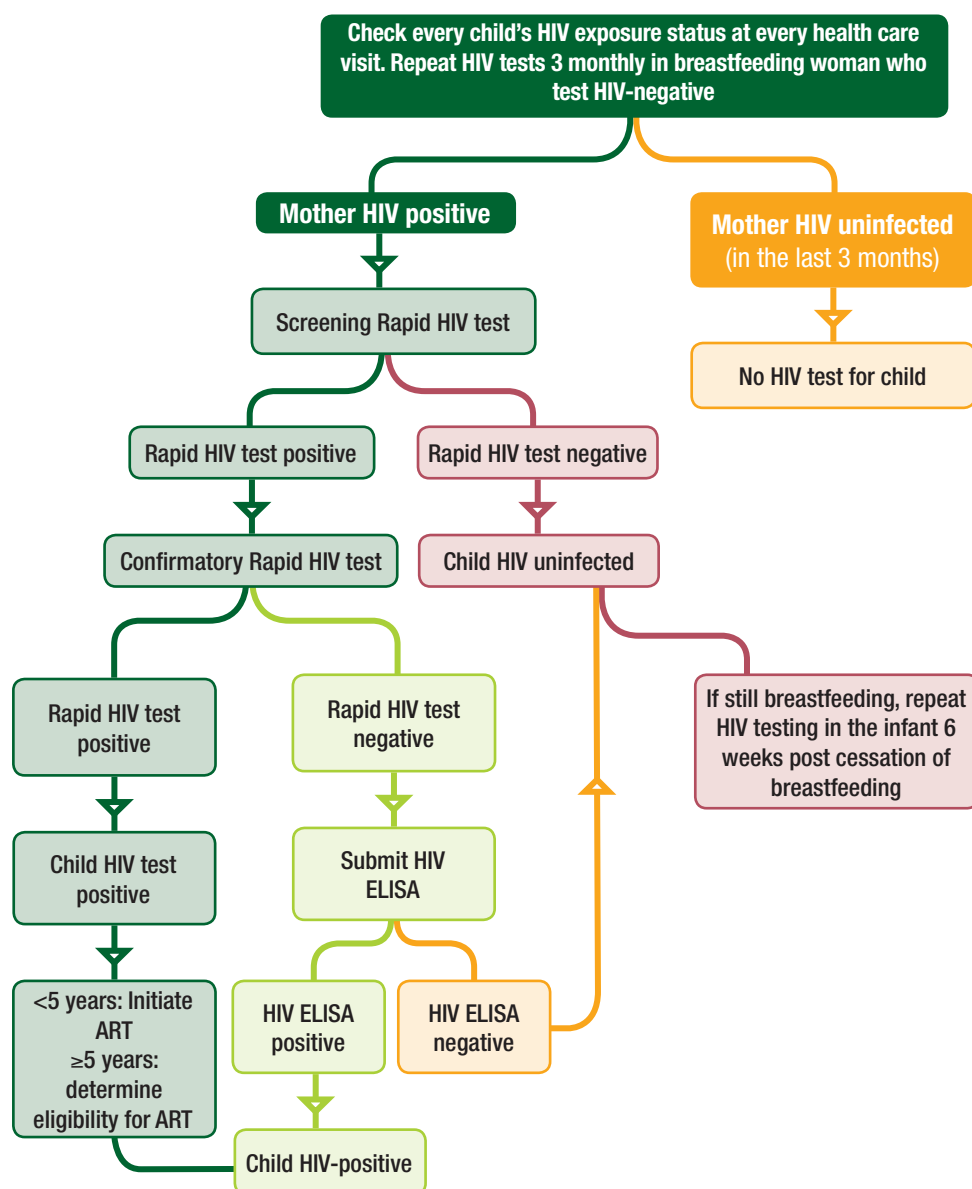 Check every child’s HIV exposure status at every health care
visit. Repeat HIV tests 3 monthly in breastfeeding woman who
test HIV-negative
Mother HIV positive
Mother HIV uninfected
(in the last 3 months)
Screening Rapid HIV test
No HIV test for child
Rapid HIV test positive
Rapid HIV test negative
Confirmatory Rapid HIV test
Child HIV uninfected
Rapid HIV test
positive
Rapid HIV test
negative
If still breastfeeding, repeat
HIV testing in the infant 6
weeks post cessation of
breastfeeding
Child HIV test
positive
Submit HIV
ELISA
<5 years: Initiate
ART
≥5 years:
determine
eligibility for ART
HIV ELISA
positive
HIV ELISA
negative
Child HIV-positive